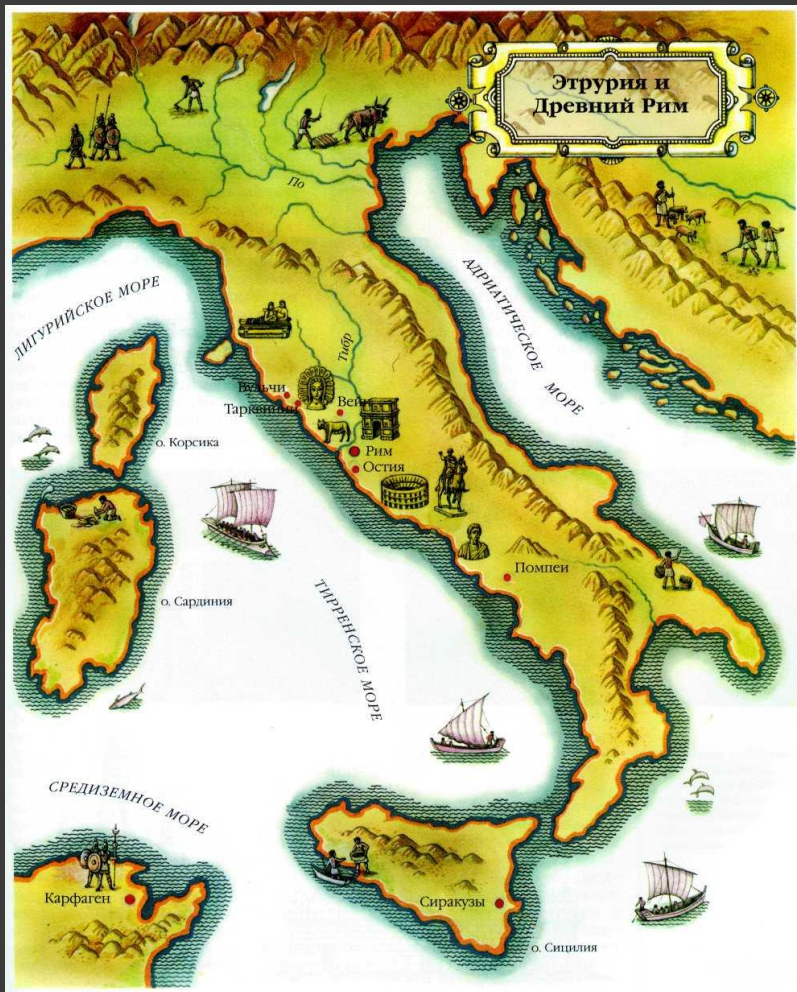 Этрурия и
Древний Рим
По
ЛИГУРИЙСКОЕ МОРЕ
АДРИАТИЧЕСКОЕ МОРЕ
Тибр
Вульчи
Тарквинии
Вейи
о. Корсика
Рим
Остия
Помпеи
о. Сардиния
ТИРРЕНСКОЕ МОРЕ
СРЕДИЗЕМНОЕ МОРЕ
Карфаген
Сиракузы
о. Сицилия